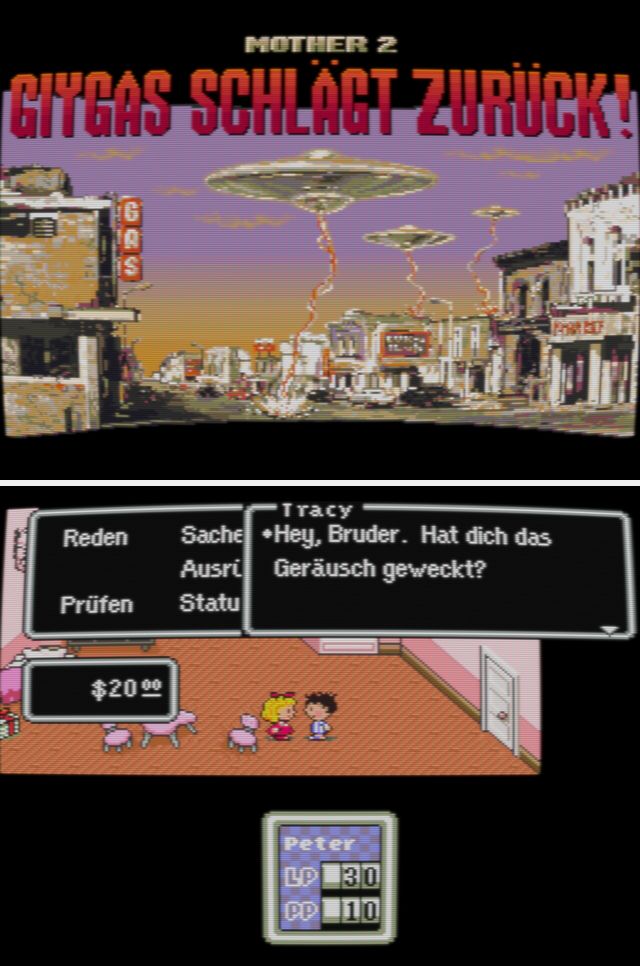 MOTHER 2
GIYGAS SCHLÄGT ZURÜCK!
GAS
Tracy
Reden Sache
•Hey, Bruder. Hat dich das
Ausrü
Geräusch geweckt?
Prüfen Statu
$20 00
Peter
LP 30
PP 10